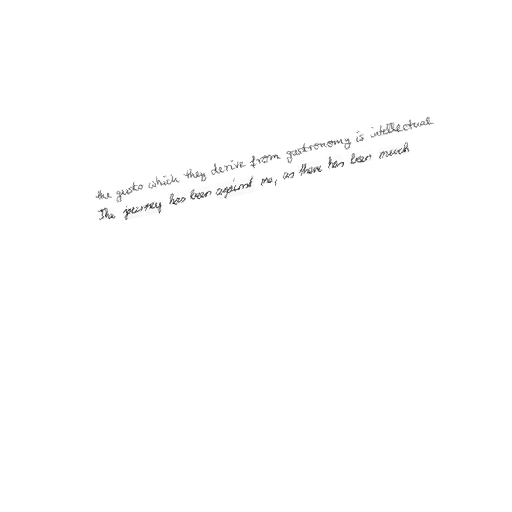 the gusto which they derive from gastronomy is intellectual
The journey has been against me, as there has been much